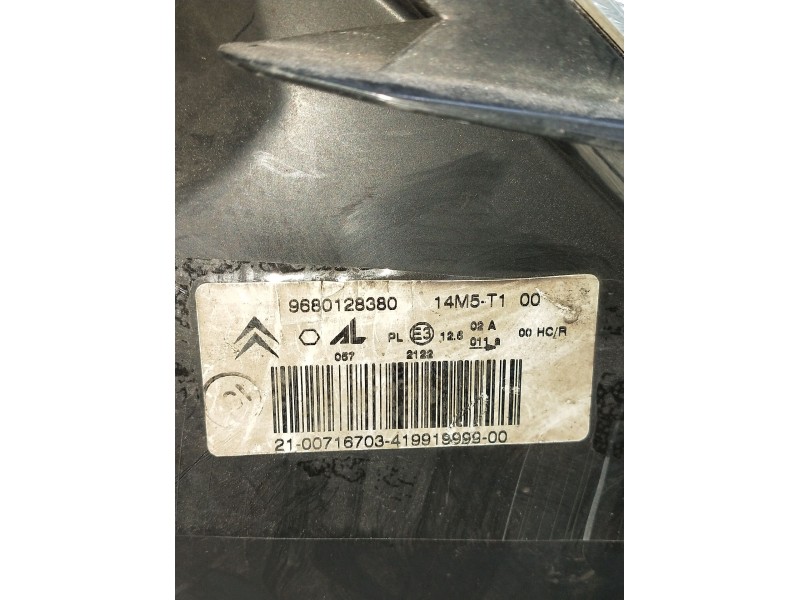 9680128380 14M5-T1 00
AL PL E3 12.5 02 A 00 HC/R
057 2122 011 a
21-00716703-419919999-00